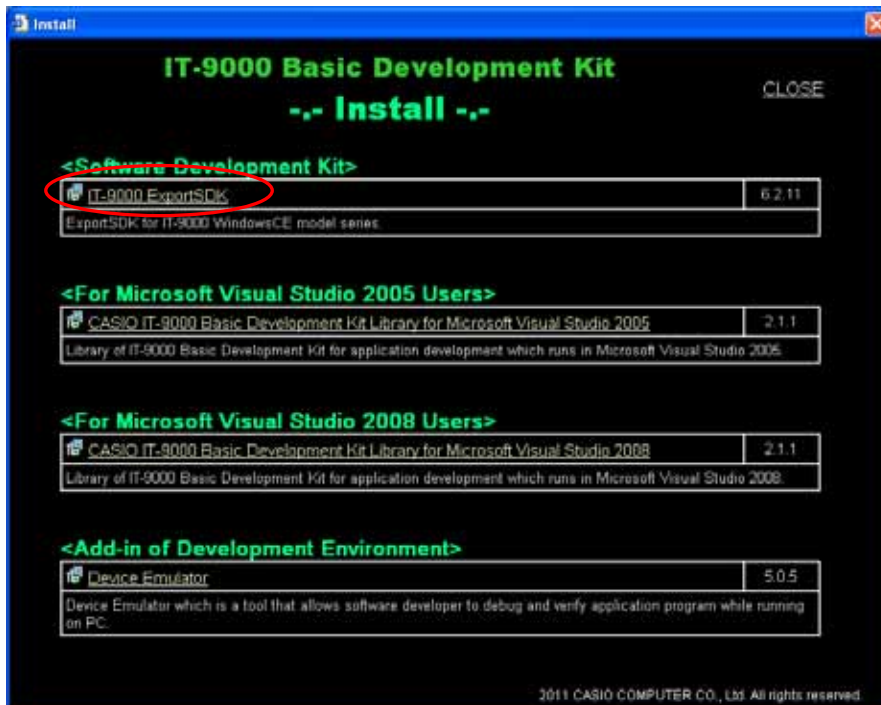 Install
IT-9000 Basic Development Kit
CLOSE
-.- Install -.-
<Software Development Kit>
IT-9000 ExportSDK 6.2.11
ExportSDK for IT-9000 WindowsCE model series.
<For Microsoft Visual Studio 2005 Users>
CASIO IT-9000 Basic Development Kit Library for Microsoft Visual Studio 2005 2.1.1
Library of IT-9000 Basic Development Kit for application development which runs in Microsoft Visual Studio 2005.
<For Microsoft Visual Studio 2008 Users>
CASIO IT-9000 Basic Development Kit Library for Microsoft Visual Studio 2008 2.1.1
Library of IT-9000 Basic Development Kit for application development which runs in Microsoft Visual Studio 2008.
<Add-in of Development Environment>
Device Emulator 5.0.5
Device Emulator which is a tool that allows software developer to debug and verify application program while running
on PC.
2011 CASIO COMPUTER CO., Ltd. All rights reserved.